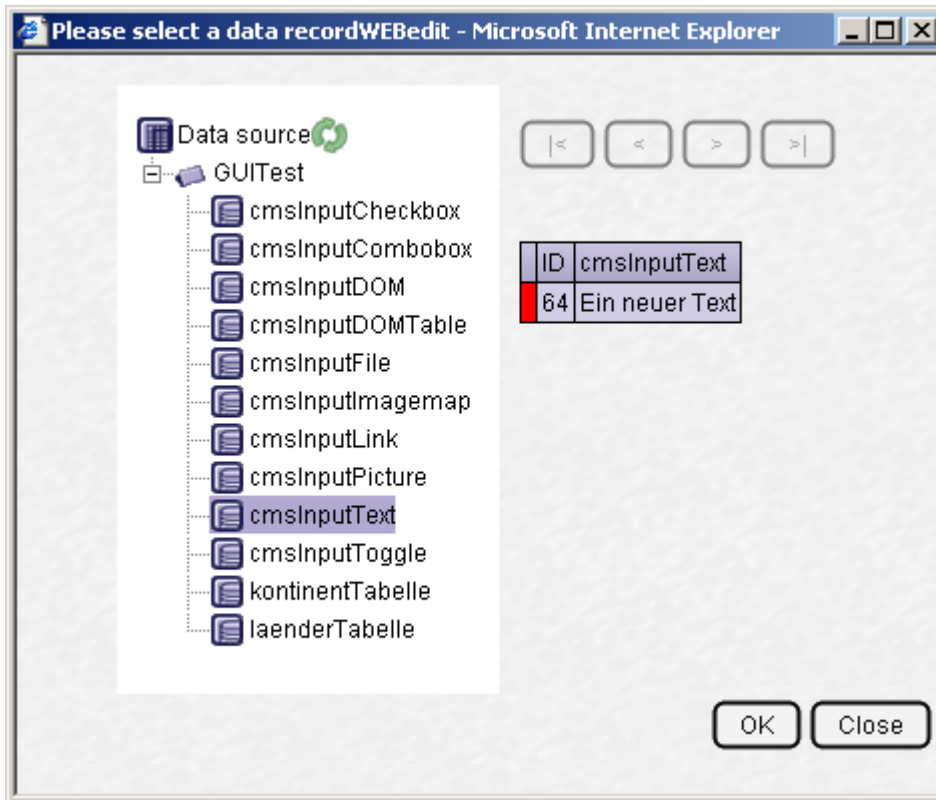 Please select a data recordWEBedit - Microsoft Internet Explorer
Data source
GUITest
cmsInputCheckbox
cmsInputCombobox
cmsInputDOM
cmsInputDOMTable
cmsInputFile
cmsInputImagemap
cmsInputLink
cmsInputPicture
cmsInputText
cmsInputToggle
kontinentTabelle
laenderTabelle
|< < > >|
ID cmsInputText
64 Ein neuer Text
OK Close